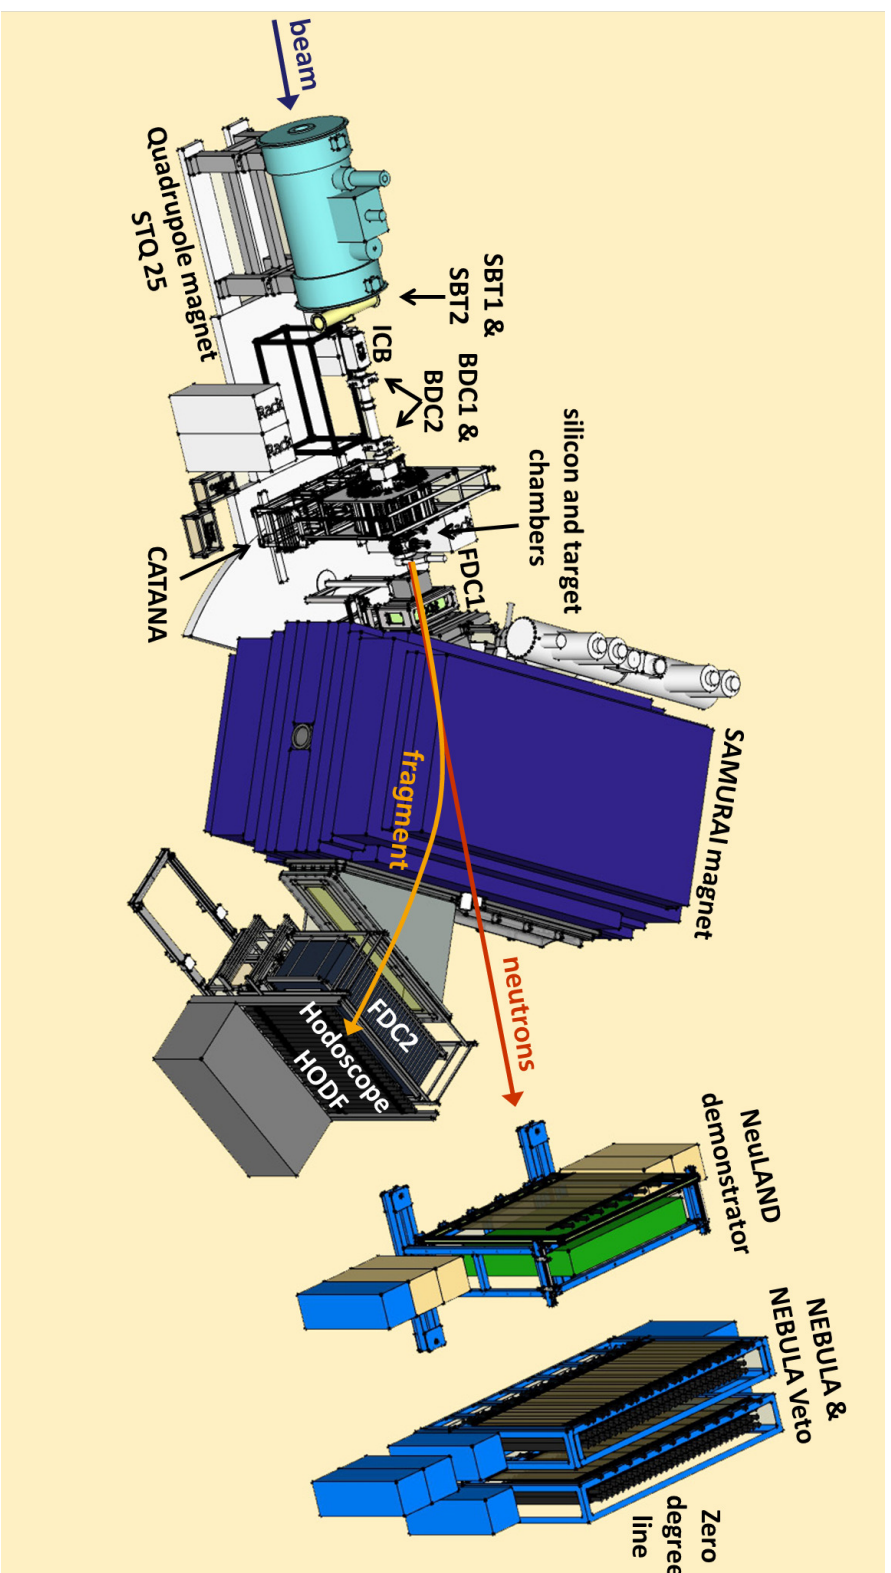 beam
Quadrupole magnet
STQ 25
SBT1 &
SBT2
ICB
BDC1 &
BDC2
Rack
Rack
silicon and target
chambers
CATANA
FDC1
SAMURAI magnet
fragment
neutrons
FDC2
Hodoscope
HODF
NeuLAND
demonstrator
NEBULA &
NEBULA Veto
Zero
degree
line